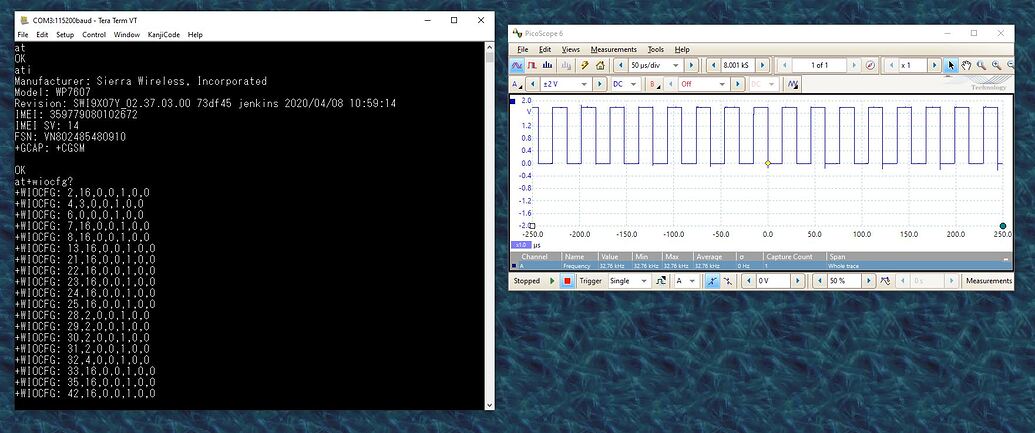 COM3:115200baud - Tera Term VT
File Edit Setup Control Window KanjiCode Help
at
OK
ati
Manufacturer: Sierra Wireless, Incorporated
Model: WP7607
Revision: SWI9X07Y_02.37.03.00 73df45 jenkins 2020/04/08 10:59:14
IMEI: 359779080102672
IMEI SV: 14
FSN: VN802485480910
+GCAP: +CGSM
OK
at+wiocfg?
+WIOCFG: 2,16,0,0,1,0,0
+WIOCFG: 4,3,0,0,1,0,0
+WIOCFG: 6,0,0,0,1,0,0
+WIOCFG: 7,16,0,0,1,0,0
+WIOCFG: 8,16,0,0,1,0,0
+WIOCFG: 13,16,0,0,1,0,0
+WIOCFG: 21,16,0,0,1,0,0
+WIOCFG: 22,16,0,0,1,0,0
+WIOCFG: 23,16,0,0,1,0,0
+WIOCFG: 24,16,0,0,1,0,0
+WIOCFG: 25,16,0,0,1,0,0
+WIOCFG: 28,2,0,0,1,0,0
+WIOCFG: 29,2,0,0,1,0,0
+WIOCFG: 30,2,0,0,1,0,0
+WIOCFG: 31,2,0,0,1,0,0
+WIOCFG: 32,4,0,0,1,0,0
+WIOCFG: 33,16,0,0,1,0,0
+WIOCFG: 35,16,0,0,1,0,0
+WIOCFG: 42,16,0,0,1,0,0
PicoScope 6
File Edit Views Measurements Tools Help
50 µs/div 8.001 kS 1 of 1 x 1
A ±2 V DC B Off DC
Technology
2.0
V
1.2
0.8
0.4
0.0
-0.4
-0.8
-1.2
-1.6
-2.0
-250.0 -200.0 -150.0 -100.0 -50.0 0.0 50.0 100.0 150.0 200.0 250.0
x1.0 µs
Channel Name Value Min Max Average σ Capture Count Span
A Frequency 32.76 kHz 32.76 kHz 32.76 kHz 32.76 kHz 0 Hz 1 Whole trace
Stopped Trigger Single A 0 V 50 % 0 s Measurements